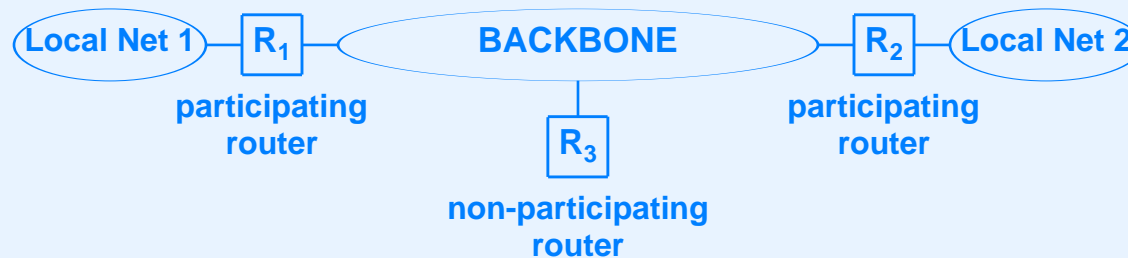 Local Net 1
R1
BACKBONE
R2
Local Net 2
participating
router
participating
router
R3
non-participating
router